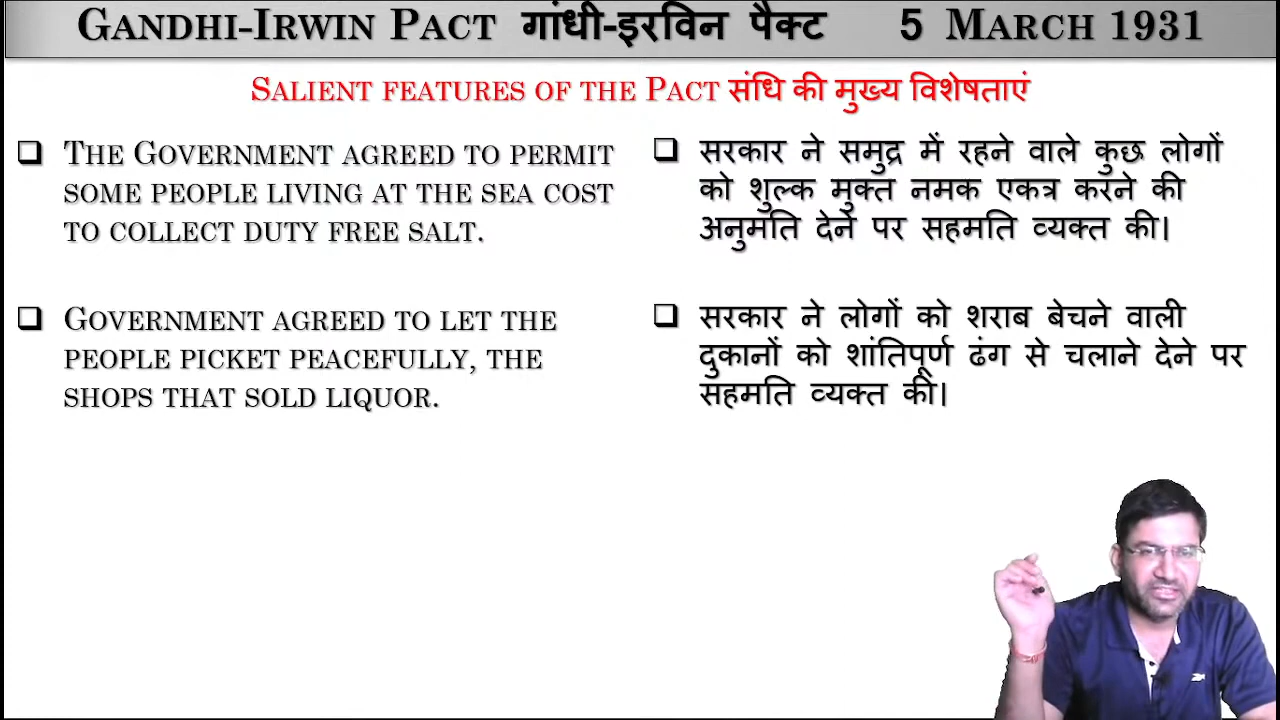 GANDHI-IRWIN PACT गांधी-इरविन पैक्ट 5 MARCH 1931
SALIENT FEATURES OF THE PACT संधि की मुख्य विशेषताएं
THE GOVERNMENT AGREED TO PERMIT
SOME PEOPLE LIVING AT THE SEA COST
TO COLLECT DUTY FREE SALT.
सरकार ने समुद्र में रहने वाले कुछ लोगों
को शुल्क मुक्त नमक एकत्र करने की
अनुमति देने पर सहमति व्यक्त की।
GOVERNMENT AGREED TO LET THE
PEOPLE PICKET PEACEFULLY, THE
SHOPS THAT SOLD LIQUOR.
सरकार ने लोगों को शराब बेचने वाली
दुकानों को शांतिपूर्ण ढंग से चलाने देने पर
सहमति व्यक्त की।